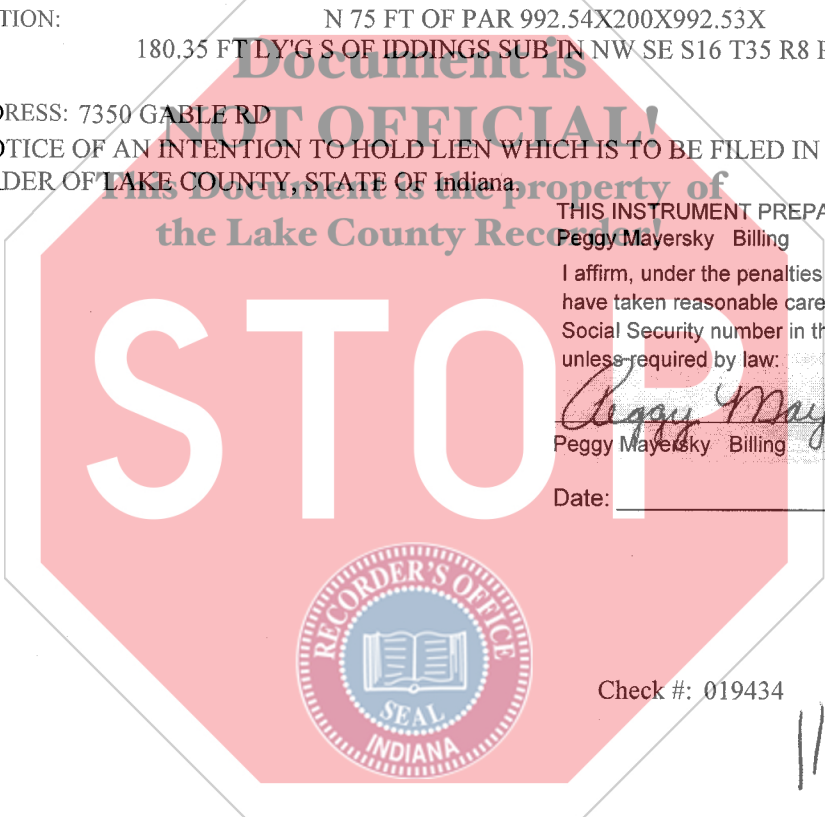 TION: N 75 FT OF PAR 992.54X200X992.53X
180.35 FT LY'G S OF IDDINGS SUB IN NW SE S16 T35 R8
Document is
DRESS: 7350 GABLE RD
NOT OFFICIAL!
OTICE OF AN INTENTION TO HOLD LIEN WHICH IS TO BE FILED IN
DER OF LAKE COUNTY, STATE OF Indiana.
This Document is the property of
the Lake County Recorder!
THIS INSTRUMENT PREPA
Peggy Mayersky Billing
I affirm, under the penalties
have taken reasonable care
Social Security number in th
unless required by law:
Peggy May
Peggy Mayersky Billing
Date:
STOP
RECORDER'S OFFICE
SEAL
INDIANA
Check #: 019434